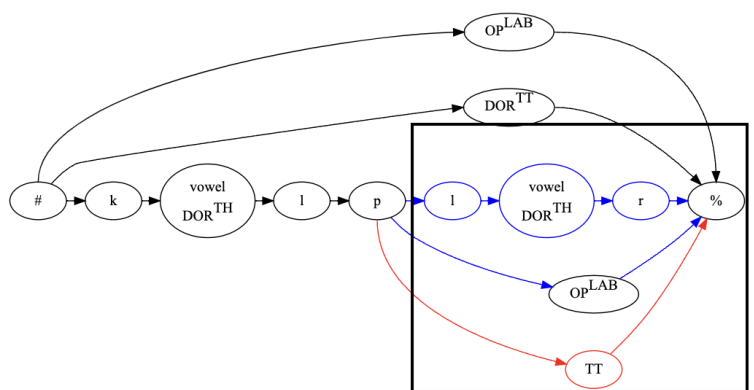 OP^LAB
DOR^TT
# k vowel l p l vowel r %
DOR^TH DOR^TH
OP^LAB
TT